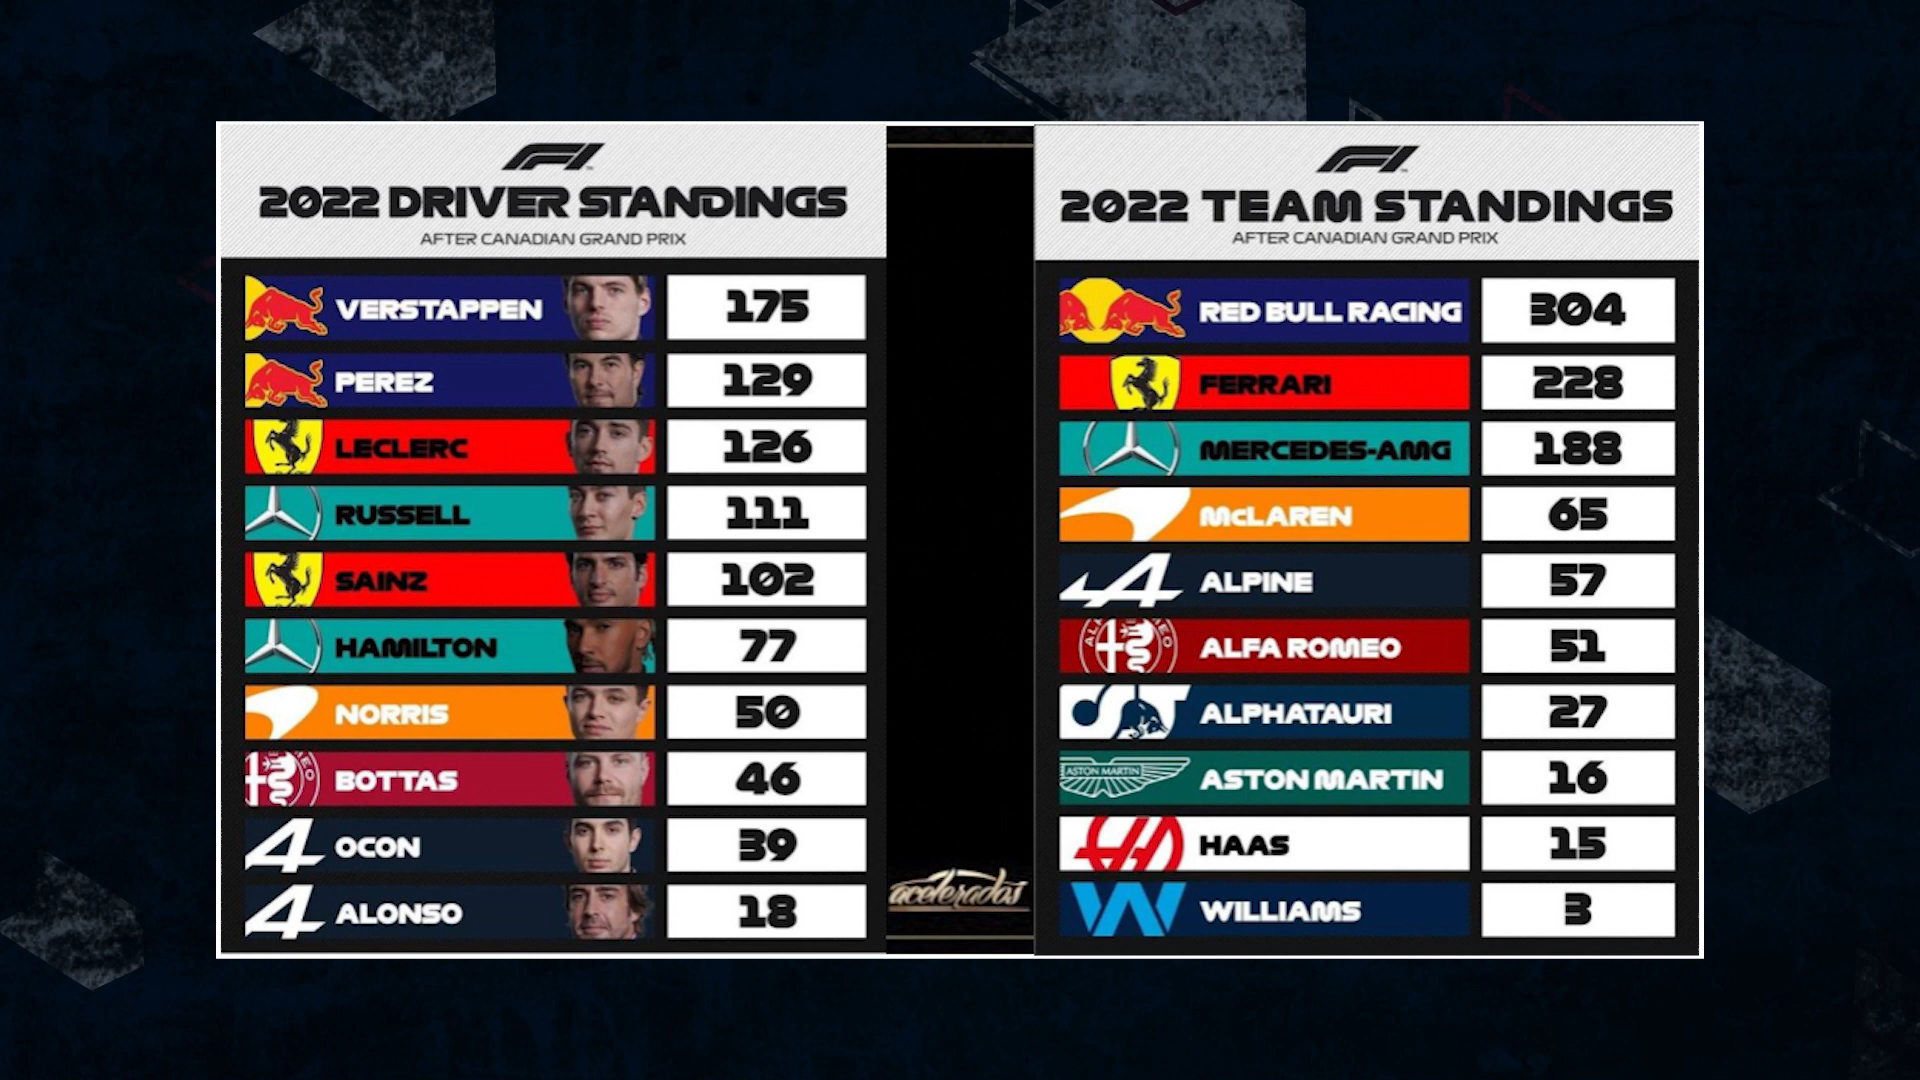 F1
2022 DRIVER STANDINGS
AFTER CANADIAN GRAND PRIX
VERSTAPPEN 175
PEREZ 129
LECLERC 126
RUSSELL 111
SAINZ 102
HAMILTON 77
NORRIS 50
BOTTAS 46
OCON 39
ALONSO 18
acelerados
F1
2022 TEAM STANDINGS
AFTER CANADIAN GRAND PRIX
RED BULL RACING 304
FERRARI 228
MERCEDES-AMG 188
McLAREN 65
ALPINE 57
ALFA ROMEO 51
ALPHATAURI 27
ASTON MARTIN ASTON MARTIN 16
HAAS 15
WILLIAMS 3